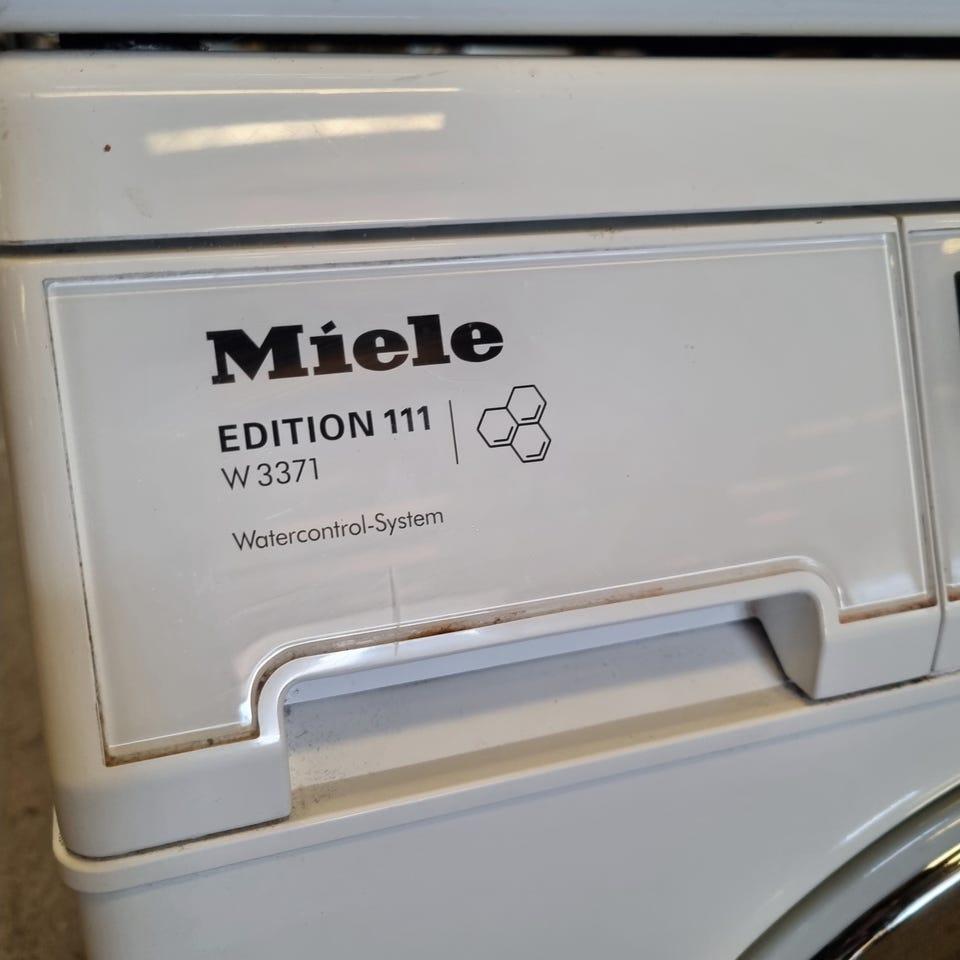 Miele
EDITION 111
W 3371
Watercontrol-System